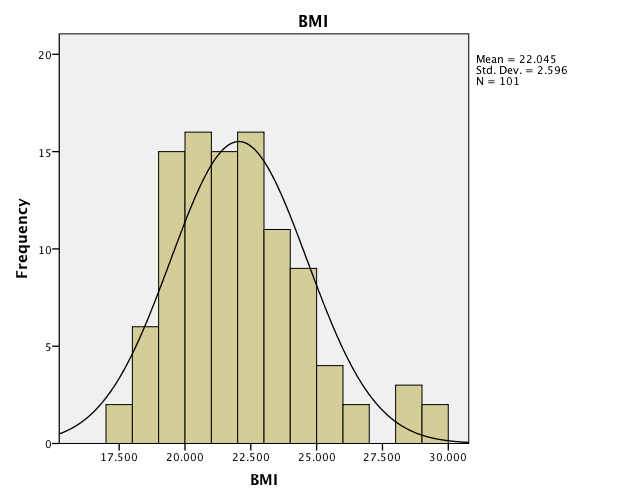 BMI
Mean = 22.045
Std. Dev. = 2.596
N = 101
Frequency
20
15
10
5
0
17.500 20.000 22.500 25.000 27.500 30.000
BMI